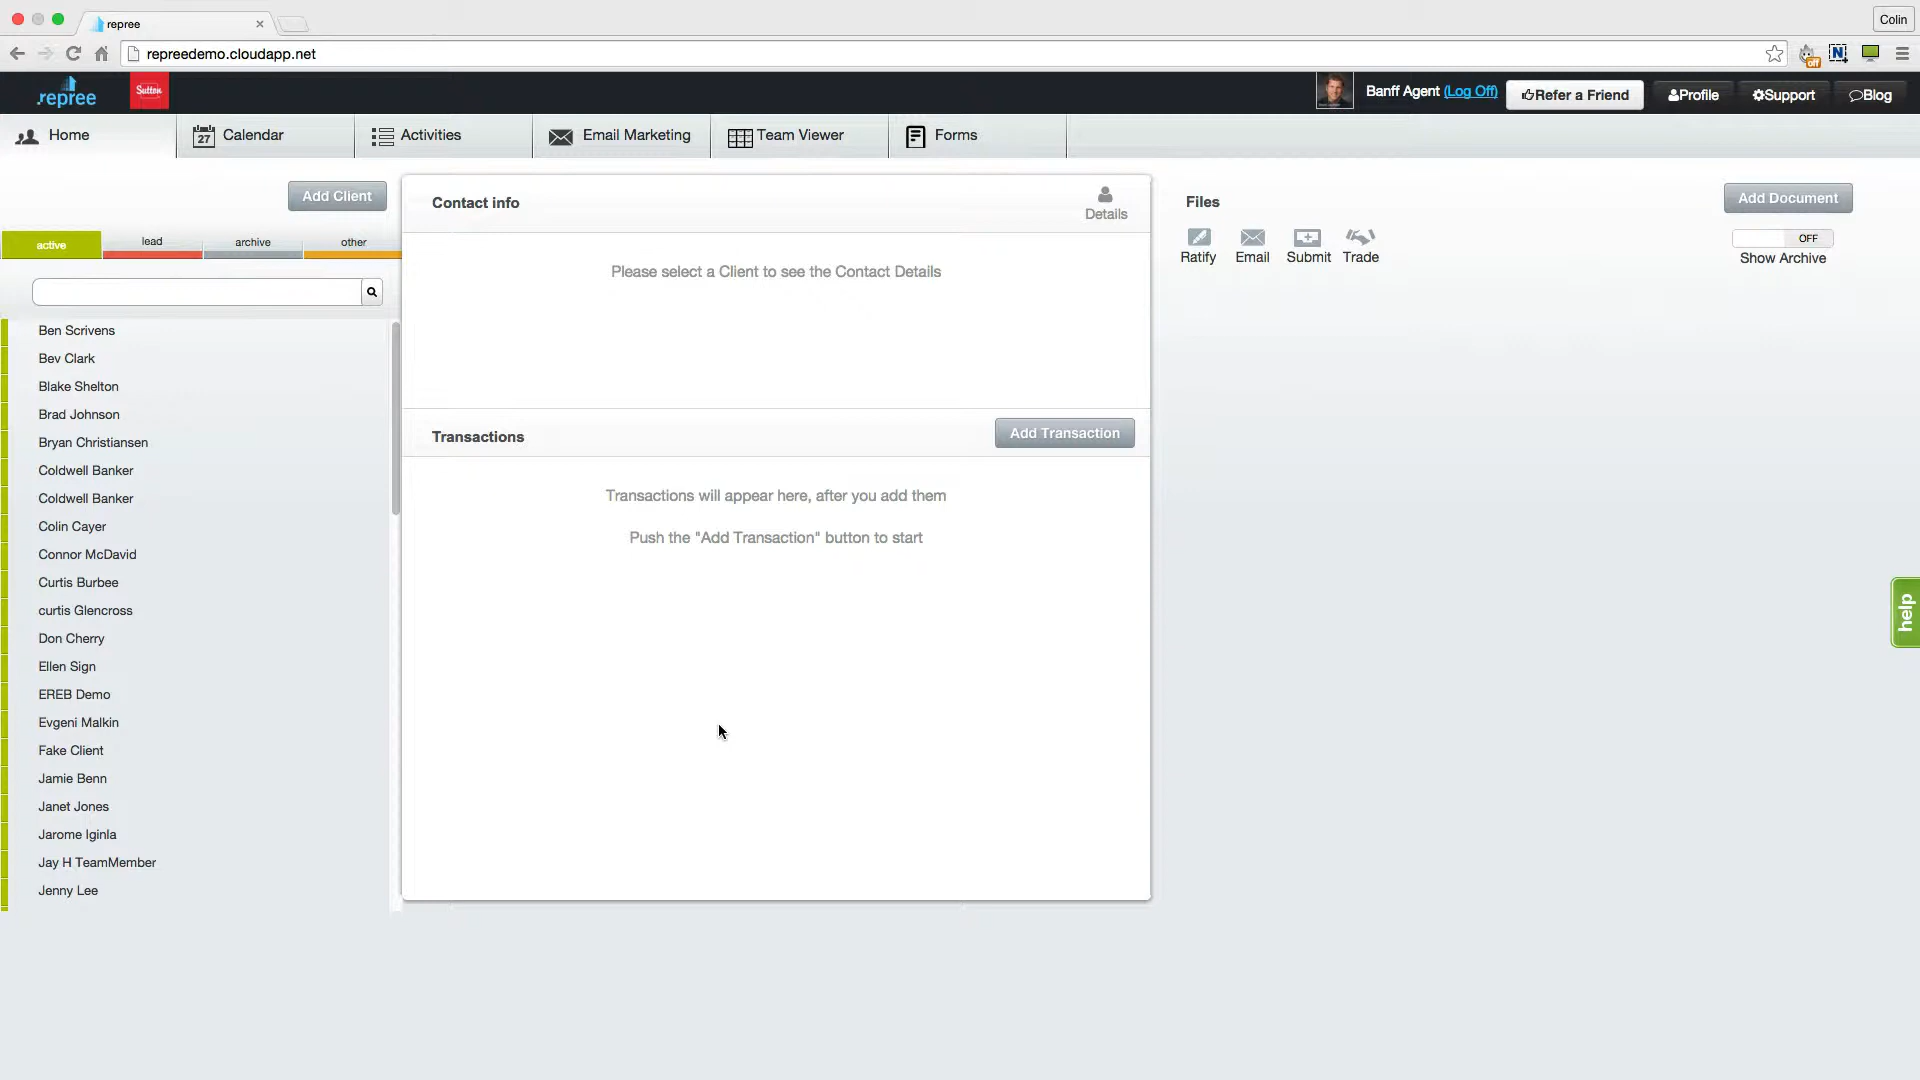 repree
Colin
repreedemo.cloudapp.net
off
N
repree
Sutton
Banff Agent (Log Off)
Refer a Friend
Profile
Support
Blog
Home
27
Calendar
Activities
Email Marketing
Team Viewer
Forms
Add Client
active
lead
archive
other
Ben Scrivens
Bev Clark
Blake Shelton
Brad Johnson
Bryan Christiansen
Coldwell Banker
Coldwell Banker
Colin Cayer
Connor McDavid
Curtis Burbee
curtis Glencross
Don Cherry
Ellen Sign
EREB Demo
Evgeni Malkin
Fake Client
Jamie Benn
Janet Jones
Jarome Iginla
Jay H TeamMember
Jenny Lee
Contact info
Details
Please select a Client to see the Contact Details
Transactions
Add Transaction
Transactions will appear here, after you add them
Push the "Add Transaction" button to start
Files
Add Document
Ratify
Email
Submit
Trade
OFF
Show Archive
help